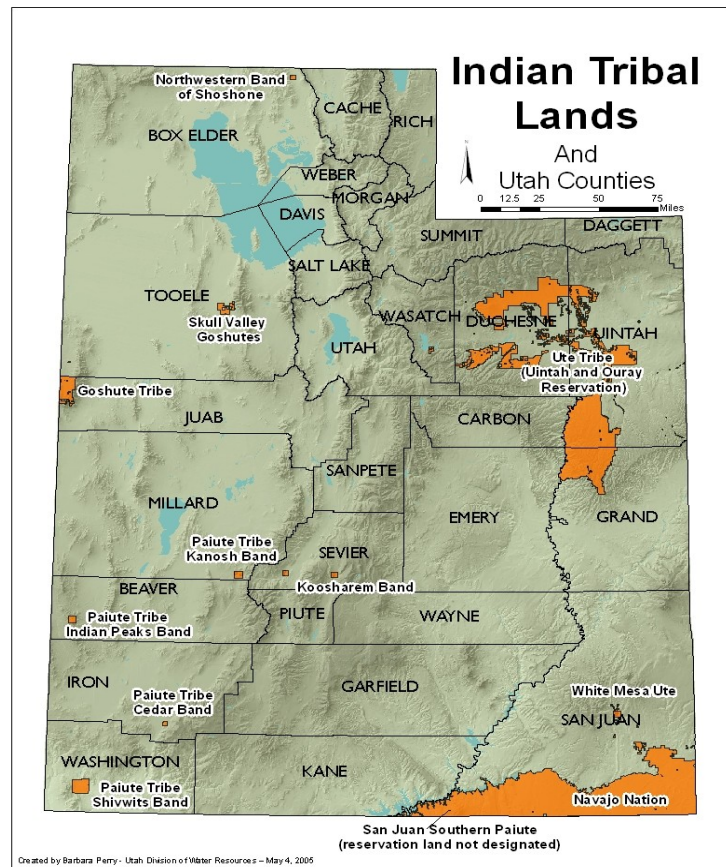 Indian Tribal
Lands
And
Utah Counties
0 12.5 25 50 75
Miles
Northwestern Band
of Shoshone
CACHE
RICH
BOX ELDER
WEBER
MORGAN
DAVIS
DAGGETT
SUMMIT
SALT LAKE
TOOELE
WASATCH
DUCHESNE
UINTAH
Skull Valley
Goshutes
UTAH
Ute Tribe
(Uintah and Ouray
Reservation)
Goshute Tribe
JUAB
CARBON
SANPETE
MILLARD
EMERY
GRAND
Paiute Tribe
Kanosh Band
SEVIER
Koosharem Band
BEAVER
PIUTE
WAYNE
Paiute Tribe
Indian Peaks Band
IRON
GARFIELD
White Mesa Ute
Paiute Tribe
Cedar Band
SAN JUAN
WASHINGTON
KANE
Paiute Tribe
Shivwits Band
Navajo Nation
San Juan Southern Paiute
(reservation land not designated)
Created by Barbara Perry - Utah Division of Water Resources - May 4, 2005